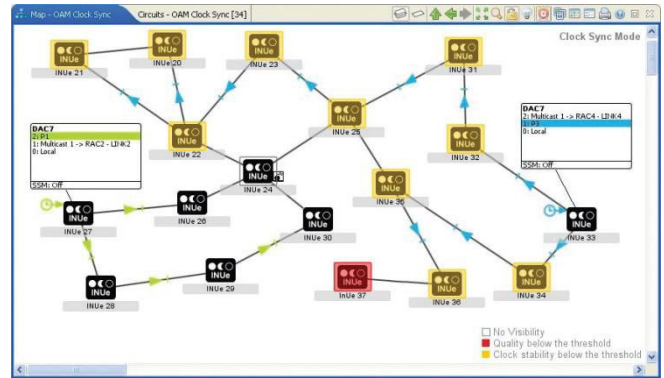 Map - OAM Clock Sync
Circuits - OAM Clock Sync [34]
Clock Sync Mode
INUe
INUe 21
INUe
INUe 20
INUe
INUe 23
INUe
INUe 31
INUe
INUe 25
INUe
INUe 22
INUe
INUe 32
DAC7
2: P1
1: Multicast 1 -> RAC2 - LINK2
0: Local
SSM: Off
DAC7
2: Multicast 1 -> RAC4 - LINK4
1: P3
0: Local
SSM: Off
INUe
INUe 24
INUe
INUe 35
INUe
INUe 26
INUe
INUe 27
INUe
INUe 30
INUe
INUe 33
INUe
INUe 29
INUe
INUe 28
INUe
InUe 37
INUe
INUe 36
INUe
INUe 34
No Visibility
Quality below the threshold
Clock stability below the threshold